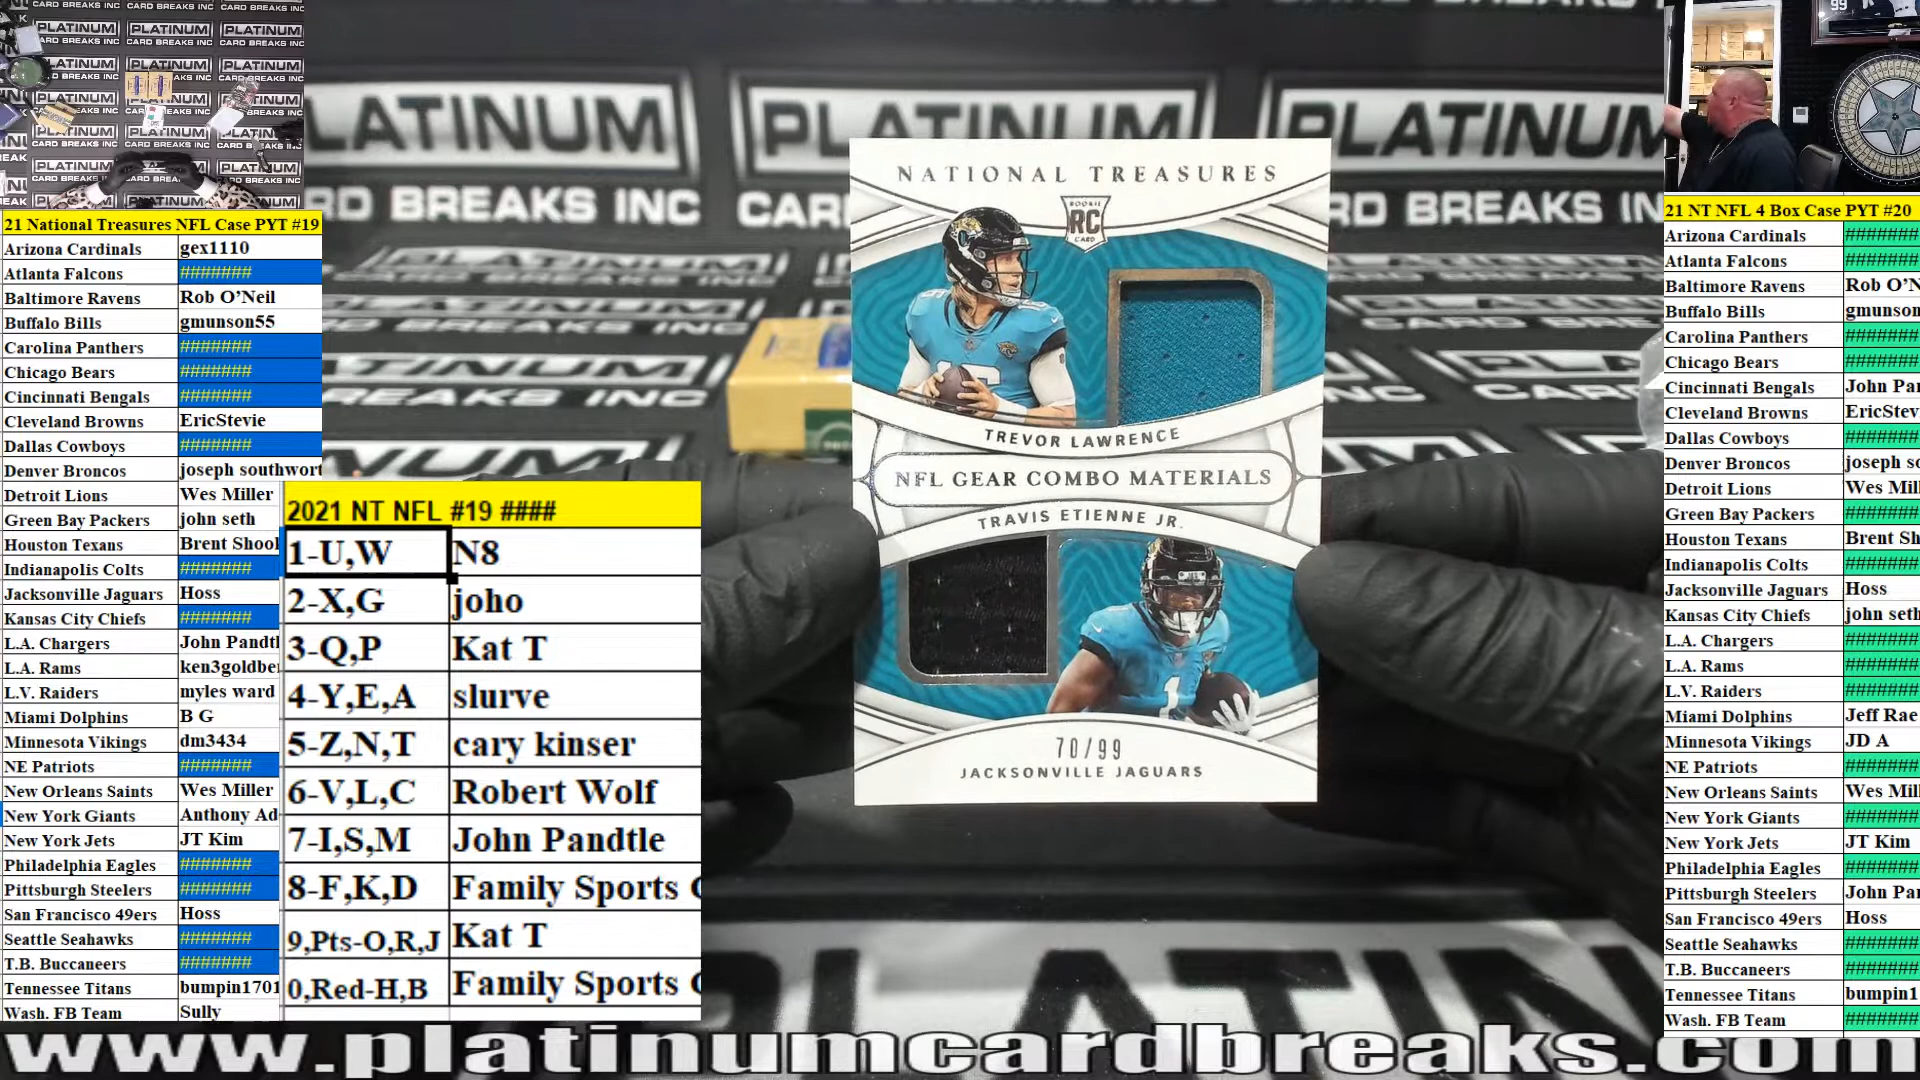 PLATINUM
CARD BREAKS INC
21 National Treasures NFL Case PYT #19
Arizona Cardinals gex1110
Atlanta Falcons #######
Baltimore Ravens Rob O'Neil
Buffalo Bills gmunson55
Carolina Panthers #######
Chicago Bears #######
Cincinnati Bengals #######
Cleveland Browns EricStevie
Dallas Cowboys #######
Denver Broncos joseph southwort
Detroit Lions Wes Miller
Green Bay Packers john seth
Houston Texans Brent Shool
Indianapolis Colts #######
Jacksonville Jaguars Hoss
Kansas City Chiefs #######
L.A. Chargers John Pandtl
L.A. Rams ken3goldbe
L.V. Raiders myles ward
Miami Dolphins B G
Minnesota Vikings dm3434
NE Patriots #######
New Orleans Saints Wes Miller
New York Giants Anthony Ad
New York Jets JT Kim
Philadelphia Eagles #######
Pittsburgh Steelers #######
San Francisco 49ers Hoss
Seattle Seahawks #######
T.B. Buccaneers #######
Tennessee Titans bumpin1701
Wash. FB Team Sully
2021 NT NFL #19 ####
1-U,W N8
2-X,G joho
3-Q,P Kat T
4-Y,E,A slurve
5-Z,N,T cary kinser
6-V,L,C Robert Wolf
7-I,S,M John Pandtle
8-F,K,D Family Sports C
9,Pts-O,R,J Kat T
0,Red-H,B Family Sports C
NATIONAL TREASURES
ROOKIE
RC
CARD
TREVOR LAWRENCE
NFL GEAR COMBO MATERIALS
TRAVIS ETIENNE JR.
70/99
JACKSONVILLE JAGUARS
99
21 NT NFL 4 Box Case PYT #20
Arizona Cardinals #######
Atlanta Falcons #######
Baltimore Ravens Rob O'N
Buffalo Bills gmunson
Carolina Panthers #######
Chicago Bears #######
Cincinnati Bengals John Pan
Cleveland Browns EricStev
Dallas Cowboys #######
Denver Broncos joseph so
Detroit Lions Wes Mill
Green Bay Packers #######
Houston Texans Brent Sh
Indianapolis Colts #######
Jacksonville Jaguars Hoss
Kansas City Chiefs john seth
L.A. Chargers #######
L.A. Rams #######
L.V. Raiders #######
Miami Dolphins Jeff Rae
Minnesota Vikings JD A
NE Patriots #######
New Orleans Saints Wes Mill
New York Giants #######
New York Jets JT Kim
Philadelphia Eagles #######
Pittsburgh Steelers John Pan
San Francisco 49ers Hoss
Seattle Seahawks #######
T.B. Buccaneers #######
Tennessee Titans bumpin1
Wash. FB Team #######
www.platinumcardbreaks.com